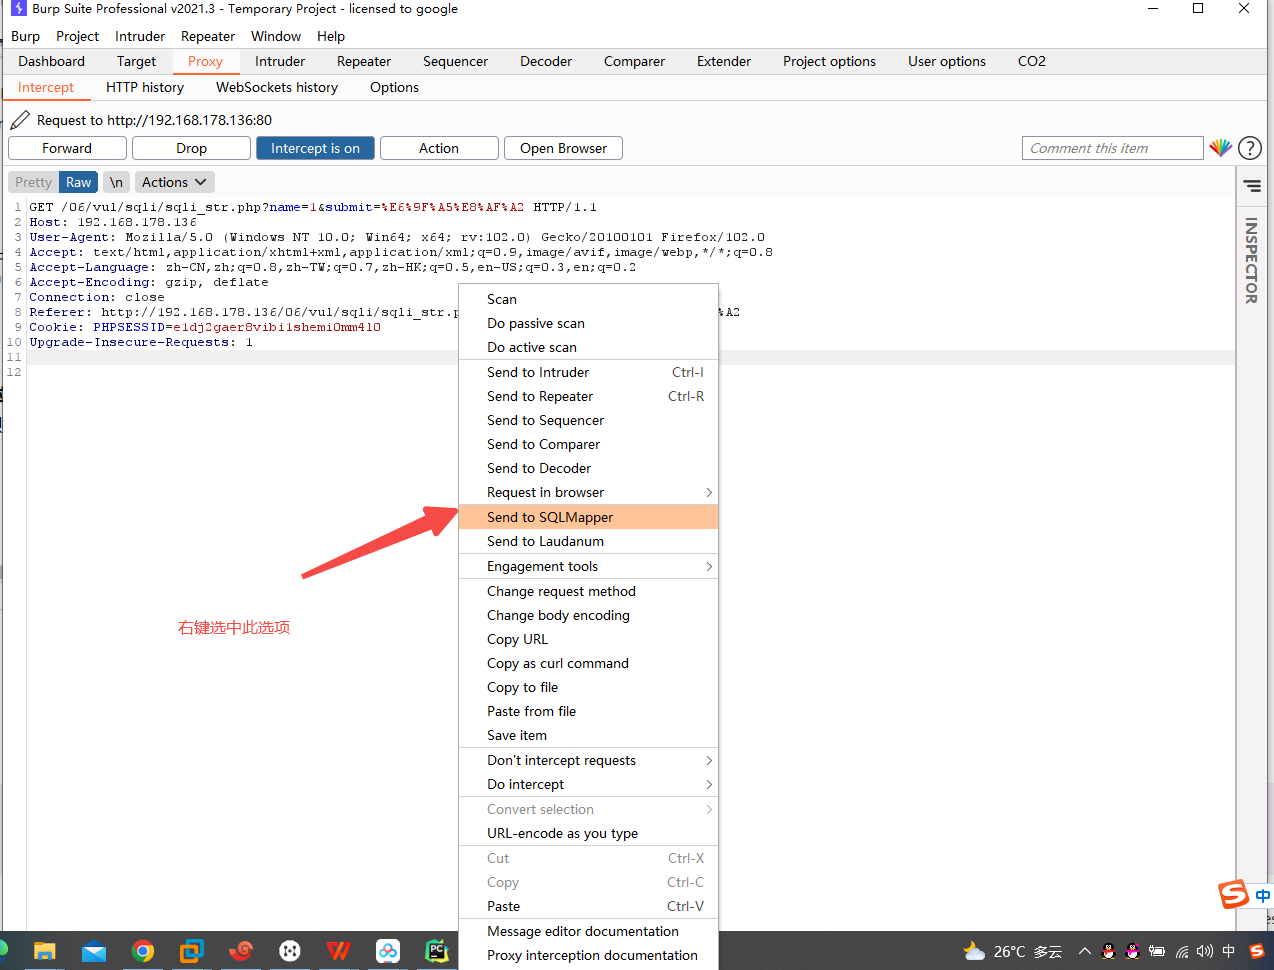 Burp Suite Professional v2021.3 - Temporary Project - licensed to google
Burp Project Intruder Repeater Window Help
Dashboard Target Proxy Intruder Repeater Sequencer Decoder Comparer Extender Project options User options CO2
Intercept HTTP history WebSockets history Options
Request to http://192.168.178.136:80
Forward Drop Intercept is on Action Open Browser Comment this item ?
Pretty Raw \n Actions
INSPECTOR
1 GET /06/vul/sqli/sqli_str.php?name=1&submit=%E6%9F%A5%E8%AF%A2 HTTP/1.1
2 Host: 192.168.178.136
3 User-Agent: Mozilla/5.0 (Windows NT 10.0; Win64; x64; rv:102.0) Gecko/20100101 Firefox/102.0
4 Accept: text/html,application/xhtml+xml,application/xml;q=0.9,image/avif,image/webp,*/*;q=0.8
5 Accept-Language: zh-CN,zh;q=0.8,zh-TW;q=0.7,zh-HK;q=0.5,en-US;q=0.3,en;q=0.2
6 Accept-Encoding: gzip, deflate
7 Connection: close
8 Referer: http://192.168.178.136/06/vul/sqli/sqli_str.p %A2
9 Cookie: PHPSESSID=e1dj2gaer8vibi1shemi0mm4l0
10 Upgrade-Insecure-Requests: 1
11
12
Scan
Do passive scan
Do active scan
Send to Intruder Ctrl-I
Send to Repeater Ctrl-R
Send to Sequencer
Send to Comparer
Send to Decoder
Request in browser
Send to SQLMapper
Send to Laudanum
Engagement tools
Change request method
Change body encoding
Copy URL
Copy as curl command
Copy to file
Paste from file
Save item
Don't intercept requests
Do intercept
Convert selection
URL-encode as you type
Cut Ctrl-X
Copy Ctrl-C
Paste Ctrl-V
Message editor documentation
Proxy interception documentation
右键选中此选项
中
26°C 多云 中